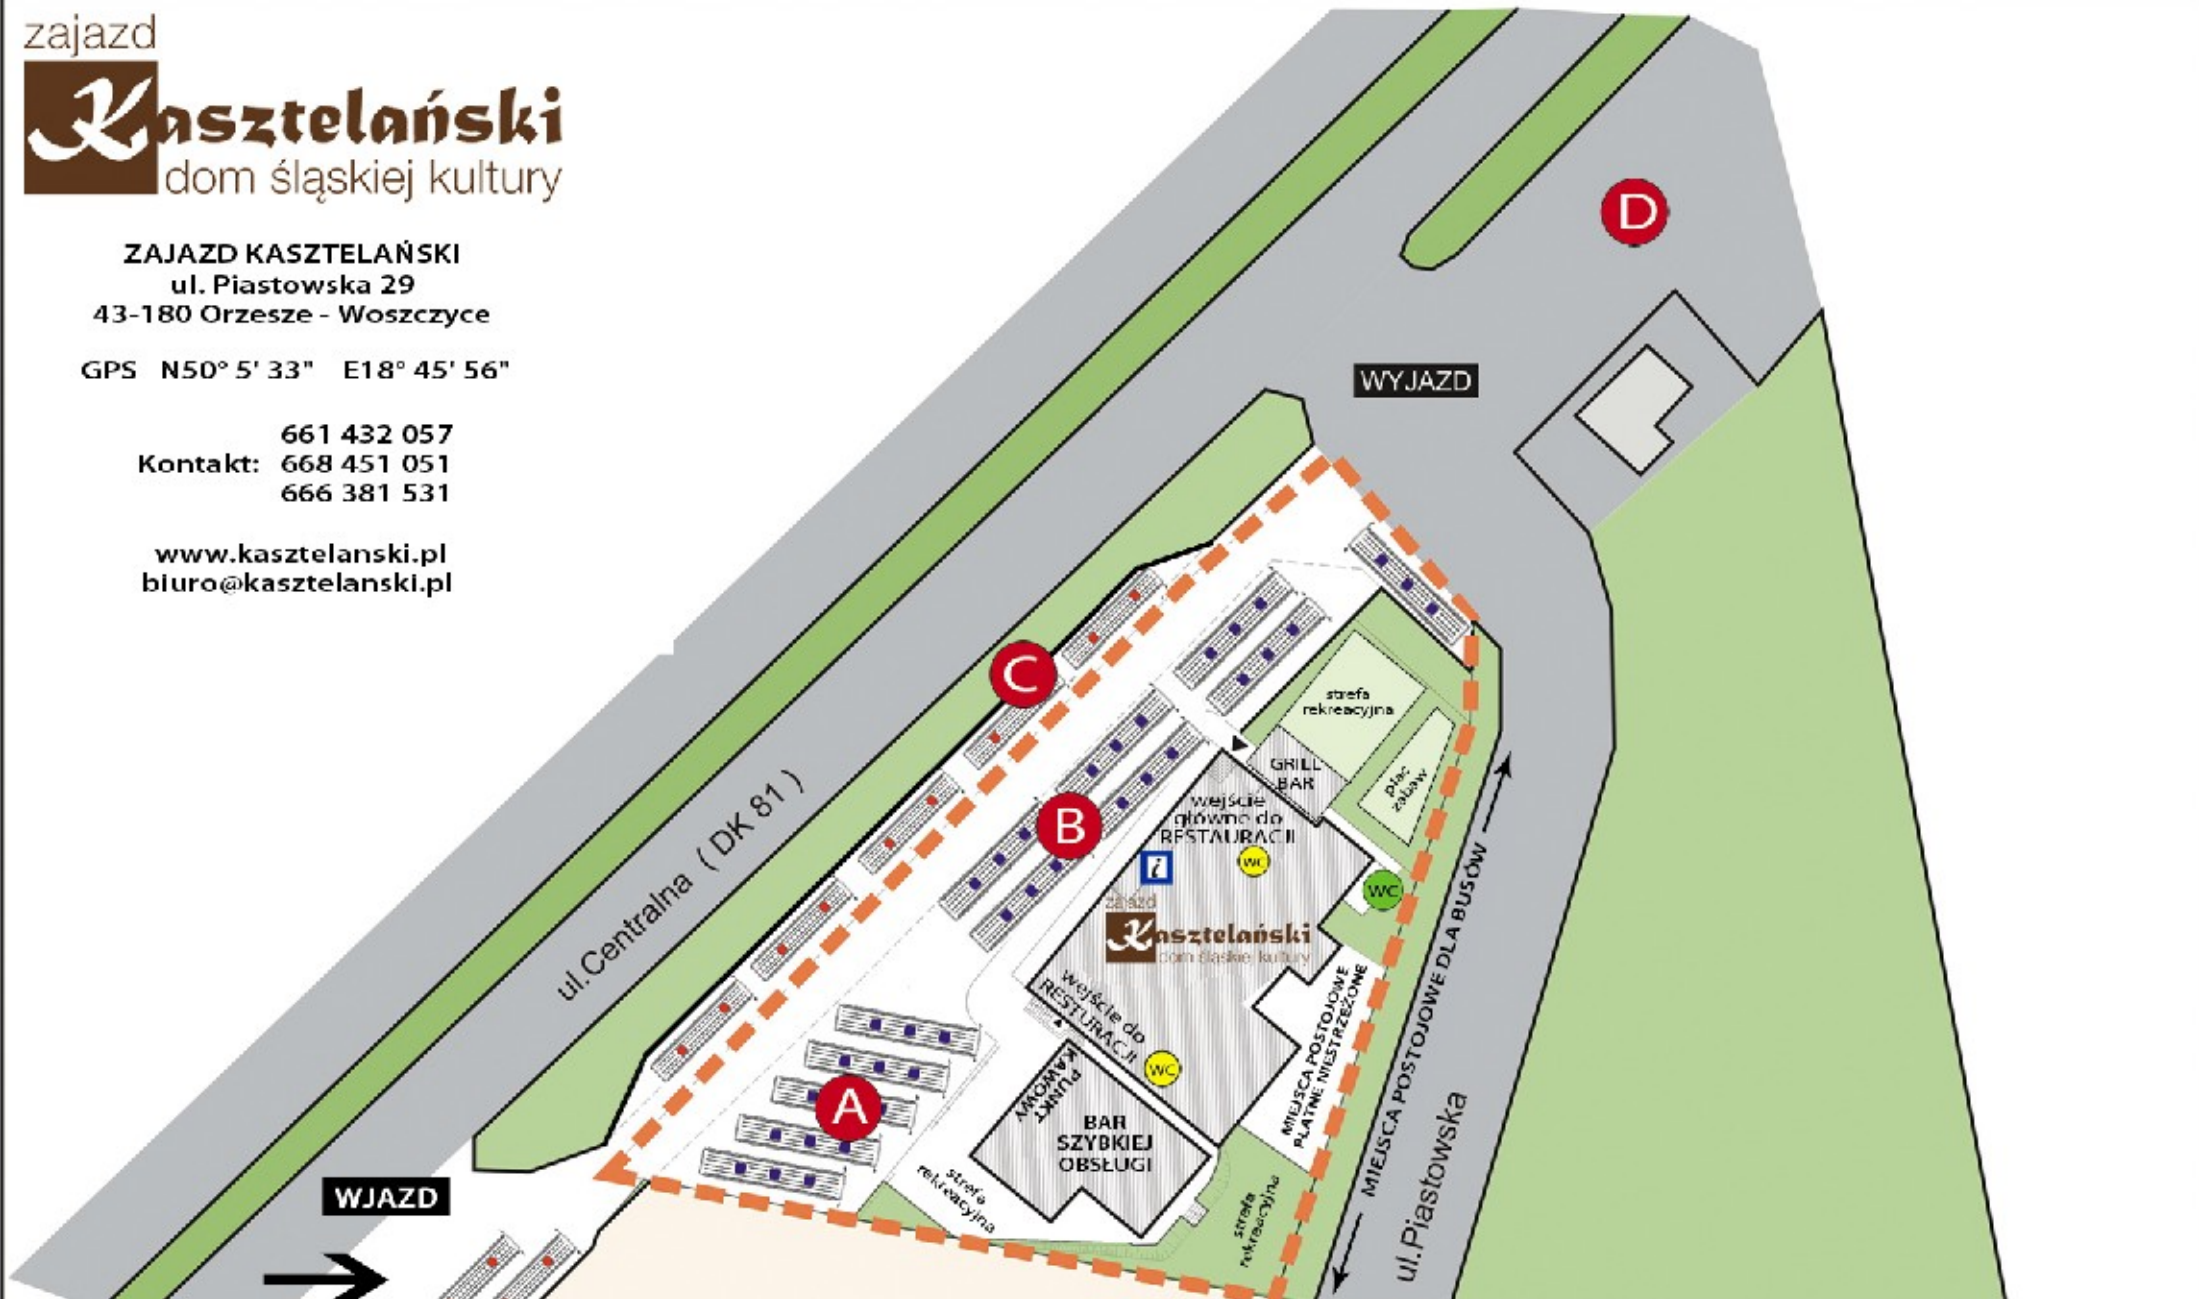 zajazd
Kasztelański
dom śląskiej kultury
ZAJAZD KASZTELAŃSKI
ul. Piastowska 29
43-180 Orzesze - Woszczyce
GPS N50° 5' 33" E18° 45' 56"
661 432 057
Kontakt: 668 451 051
666 381 531
www.kasztelanski.pl
biuro@kasztelanski.pl
D
WYJAZD
C
strefa
rekreacyjna
GRILL
BAR
plac
zabaw
wejście
główne do
RESTAURACJI
B
WC
i
WC
zajazd
Kasztelański
dom śląskiej kultury
ul.Centralna ( DK 81 )
wejście do
RESTURACJI
WC
MIEJSCA POSTOJOWE
PŁATNE NIESTRZEŻONE
MIEJSCA POSTOJOWE DLA BUSÓW
ul.Piastowska
A
PUNKT
KAWOWY
BAR
SZYBKIEJ
OBSŁUGI
strefa
rekreacyjna
strefa
rekreacyjna
WJAZD